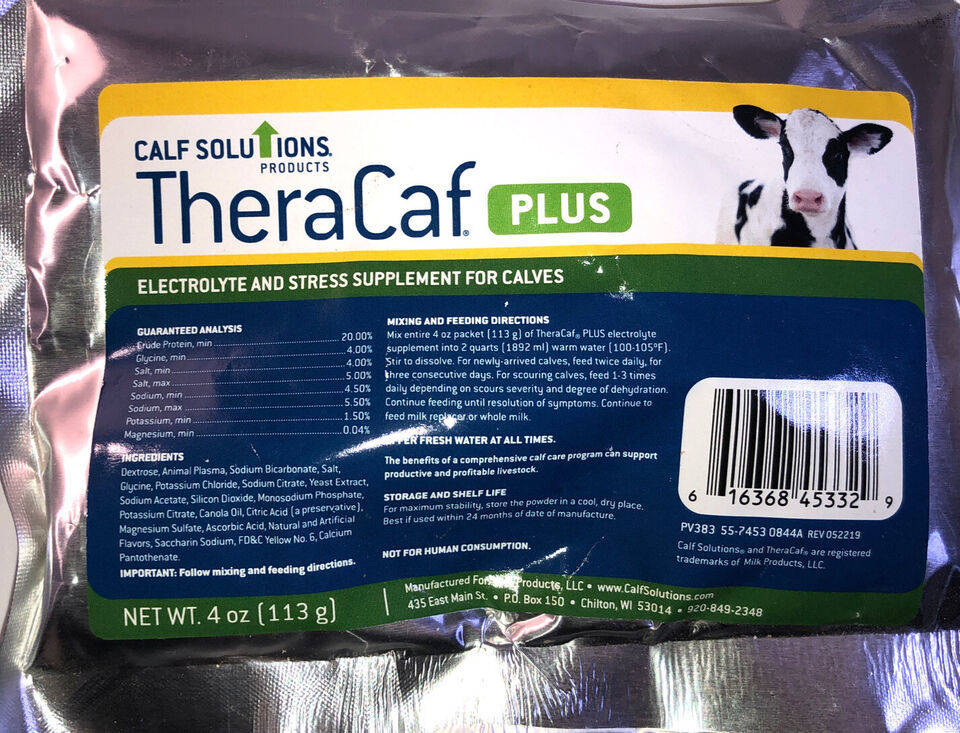 CALF SOLUTIONS®
PRODUCTS
TheraCaf® PLUS
ELECTROLYTE AND STRESS SUPPLEMENT FOR CALVES
GUARANTEED ANALYSIS
Crude Protein, min 20.00%
Glycine, min 4.00%
Salt, min 4.00%
Salt, max 5.00%
Sodium, min 4.50%
Sodium, max 5.50%
Potassium, min 1.50%
Magnesium, min 0.04%
INGREDIENTS
Dextrose, Animal Plasma, Sodium Bicarbonate, Salt,
Glycine, Potassium Chloride, Sodium Citrate, Yeast Extract,
Sodium Acetate, Silicon Dioxide, Monosodium Phosphate,
Potassium Citrate, Canola Oil, Citric Acid (a preservative),
Magnesium Sulfate, Ascorbic Acid, Natural and Artificial
Flavors, Saccharin Sodium, FD&C Yellow No. 6, Calcium
Pantothenate.
IMPORTANT: Follow mixing and feeding directions.
MIXING AND FEEDING DIRECTIONS
Mix entire 4 oz packet (113 g) of TheraCaf® PLUS electrolyte
supplement into 2 quarts (1892 ml) warm water (100-105°F).
Stir to dissolve. For newly-arrived calves, feed twice daily, for
three consecutive days. For scouring calves, feed 1-3 times
daily depending on scours severity and degree of dehydration.
Continue feeding until resolution of symptoms. Continue to
feed milk replacer or whole milk.
FRESH WATER AT ALL TIMES.
The benefits of a comprehensive calf care program can support
productive and profitable livestock.
STORAGE AND SHELF LIFE
For maximum stability, store the powder in a cool, dry place.
Best if used within 24 months of date of manufacture.
NOT FOR HUMAN CONSUMPTION.
6 16368 45332 9
PV383 55-7453 0844A REV 052219
Calf Solutions® and TheraCaf® are registered
trademarks of Milk Products, LLC.
NET WT. 4 oz (113 g)
Manufactured For Products, LLC • www.CalfSolutions.com
435 East Main St. • P.O. Box 150 • Chilton, WI 53014 • 920-849-2348